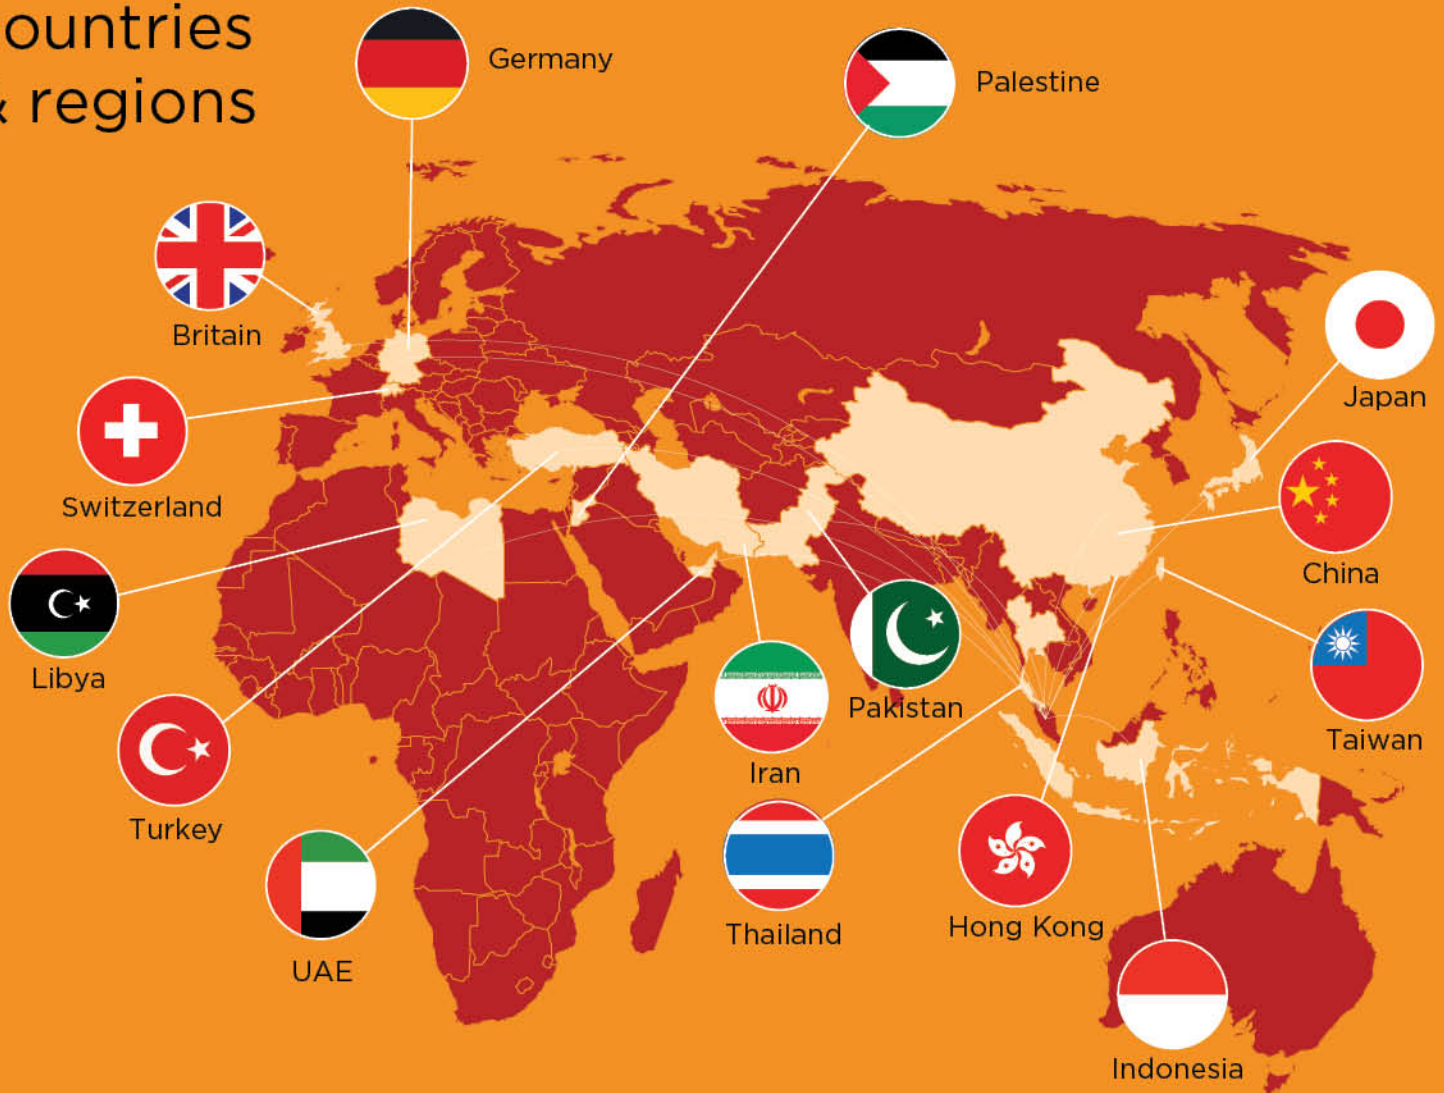 ountries
& regions
Germany
Palestine
Britain
Japan
Switzerland
China
Libya
Pakistan
Taiwan
Iran
Turkey
Thailand
Hong Kong
UAE
Indonesia